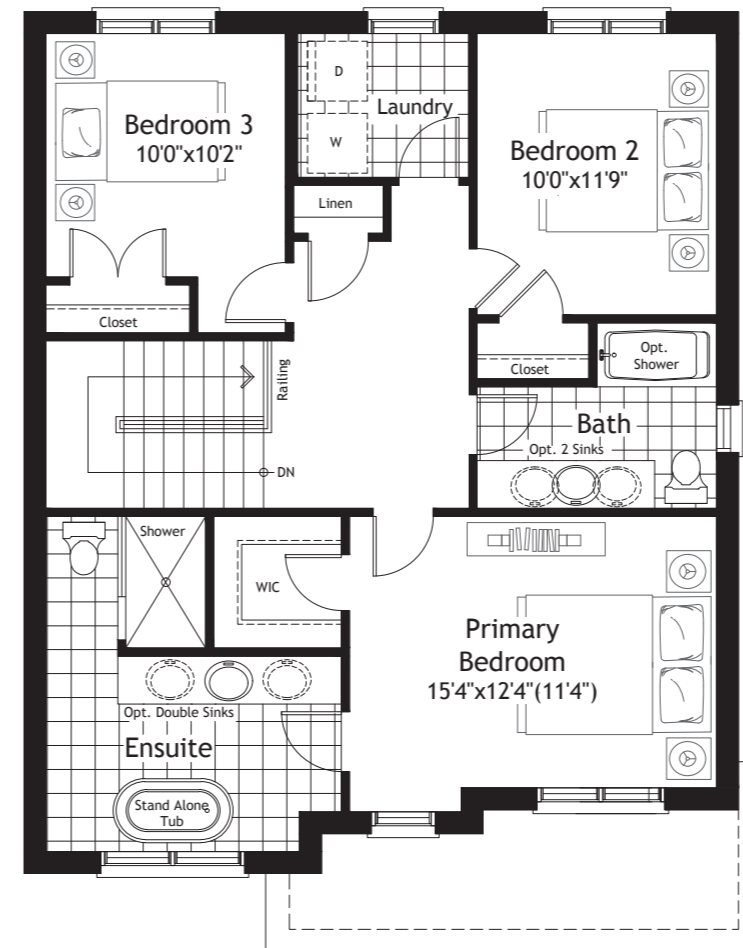 D
Laundry
W
Bedroom 3
10'0"x10'2"
Bedroom 2
10'0"x11'9"
Linen
Closet
Opt.
Shower
Closet
Railing
Bath
Opt. 2 Sinks
DN
Shower
WIC
Primary
Bedroom
15'4"x12'4"(11'4")
Opt. Double Sinks
Ensuite
Stand Alone
Tub